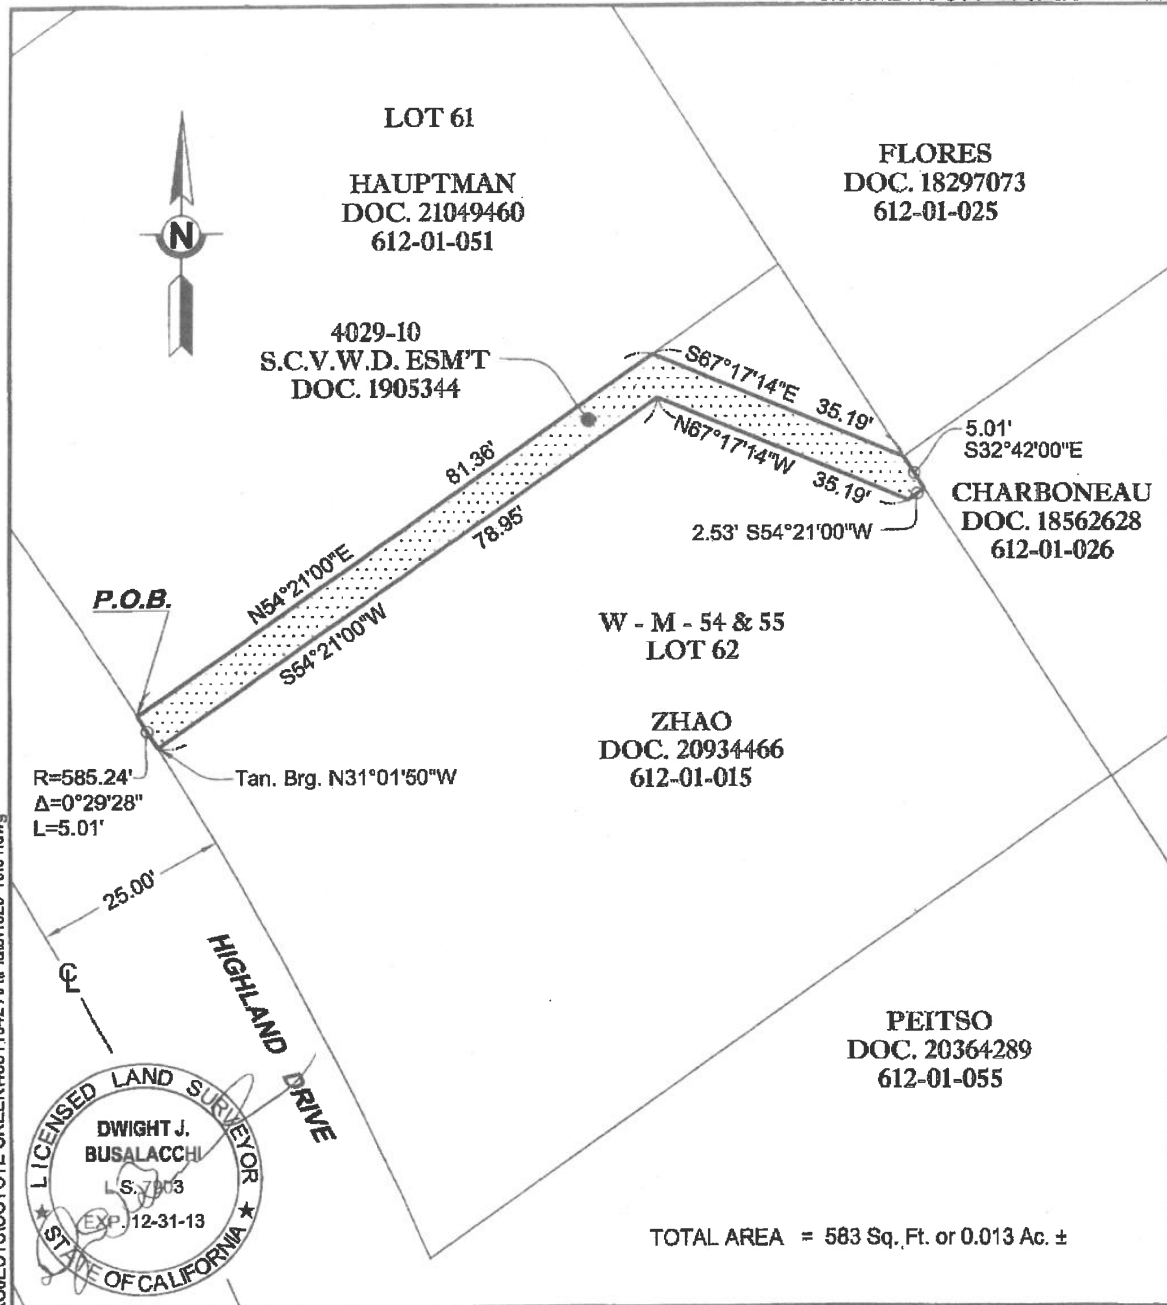 LOT 61
HAUPTMAN
DOC. 21049460
612-01-051
FLORES
DOC. 18297073
612-01-025
N
4029-10
S.C.V.W.D. ESM'T
DOC. 1905344
S67°17'14"E 35.19'
5.01'
S32°42'00"E
N67°17'14"W 35.19'
CHARBONEAU
DOC. 18562628
612-01-026
2.53' S54°21'00"W
81.36'
78.95'
N54°21'00"E
S54°21'00"W
P.O.B.
W - M - 54 & 55
LOT 62
ZHAO
DOC. 20934466
612-01-015
R=585.24'
Δ=0°29'28"
L=5.01'
Tan. Brg. N31°01'50"W
25.00'
HIGHLAND DRIVE
PEITSO
DOC. 20364289
612-01-055
LICENSED LAND SURVEYOR
DWIGHT J.
BUSALACCHI
L.S. 7903
EXP. 12-31-13
STATE OF CALIFORNIA
TOTAL AREA = 583 Sq. Ft. or 0.013 Ac. ±